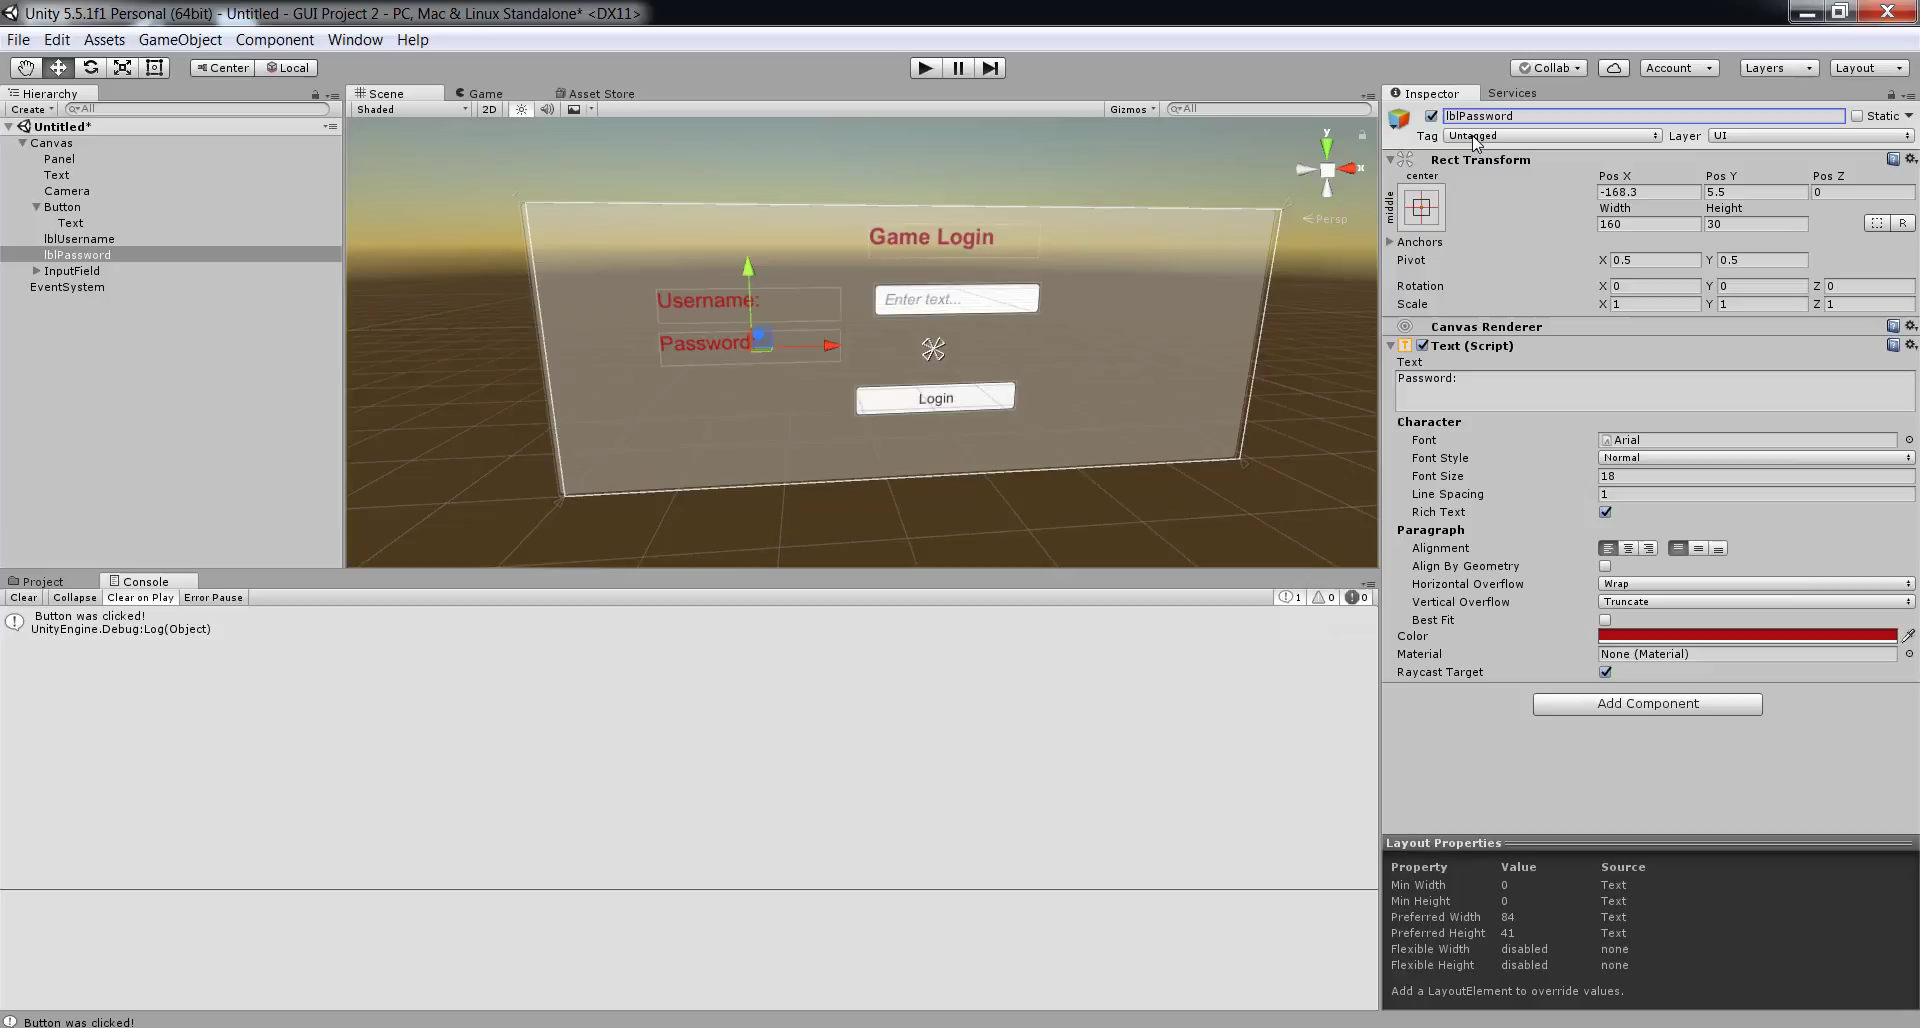 Unity 5.5.1f1 Personal (64bit) - Untitled - GUI Project 2 - PC, Mac & Linux Standalone* <DX11>
File Edit Assets GameObject Component Window Help
Center Local Collab Account Layers Layout
Hierarchy
Create All
Untitled*
Canvas
Panel
Text
Camera
Button
Text
lblUsername
lblPassword
InputField
EventSystem
Scene Game Asset Store
Shaded 2D Gizmos All
y
x
Persp
Game Login
Username: Enter text...
Password:
Login
Inspector Services
lblPassword Static
Tag Untagged Layer UI
Rect Transform
center Pos X Pos Y Pos Z
middle -168.3 5.5 0
Width Height
160 30 R
Anchors
Pivot X 0.5 Y 0.5
Rotation X 0 Y 0 Z 0
Scale X 1 Y 1 Z 1
Canvas Renderer
Text (Script)
Text
Password:
Character
Font Arial
Font Style Normal
Font Size 18
Line Spacing 1
Rich Text
Paragraph
Alignment
Align By Geometry
Horizontal Overflow Wrap
Vertical Overflow Truncate
Best Fit
Color
Material None (Material)
Raycast Target
Add Component
Layout Properties
Property Value Source
Min Width 0 Text
Min Height 0 Text
Preferred Width 84 Text
Preferred Height 41 Text
Flexible Width disabled none
Flexible Height disabled none
Add a LayoutElement to override values.
Project Console
Clear Collapse Clear on Play Error Pause 1 0 0
Button was clicked!
UnityEngine.Debug:Log(Object)
Button was clicked!